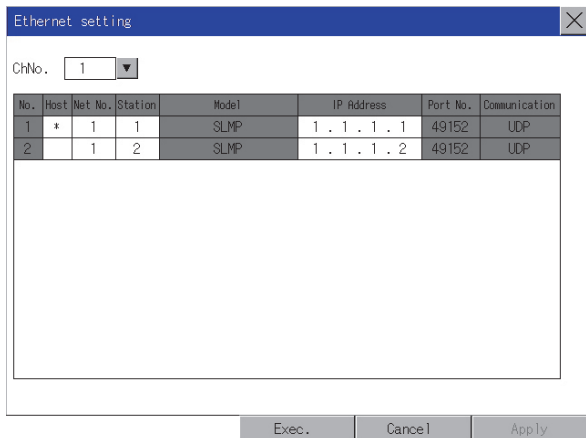 Ethernet setting
ChNo. 1
No. Host Net No. Station Model IP Address Port No. Communication
1 * 1 1 SLMP 1 . 1 . 1 . 1 49152 UDP
2 1 2 SLMP 1 . 1 . 1 . 2 49152 UDP
Exec. Cancel Apply